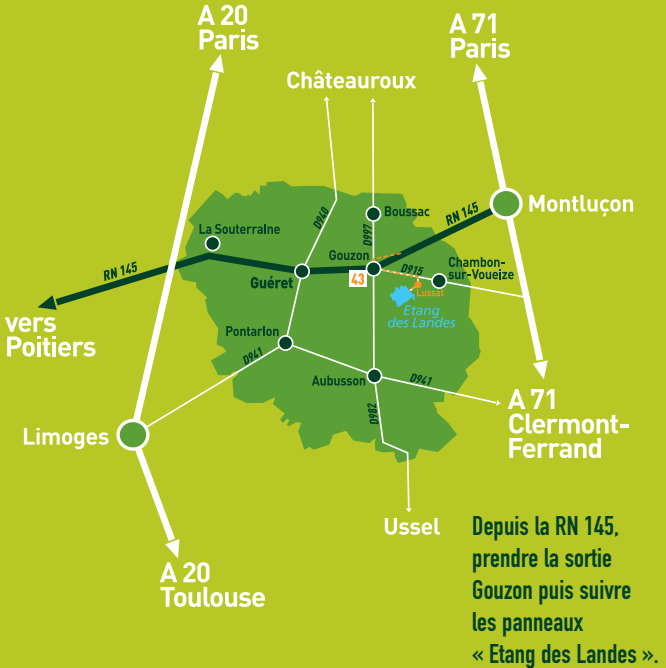 A 20
Paris
A 71
Paris
Châteauroux
RN 145
Montluçon
D940
D997
Boussac
La Souterraine
Gouzon
D915
Chambon-
sur-Voueize
RN 145
Guéret
43
Lussat
Etang
des Landes
vers
Poitiers
Pontarlon
D941
Aubusson
D941
D982
Limoges
A 71
Clermont-
Ferrand
Ussel
A 20
Toulouse
Depuis la RN 145,
prendre la sortie
Gouzon puis suivre
les panneaux
« Etang des Landes ».